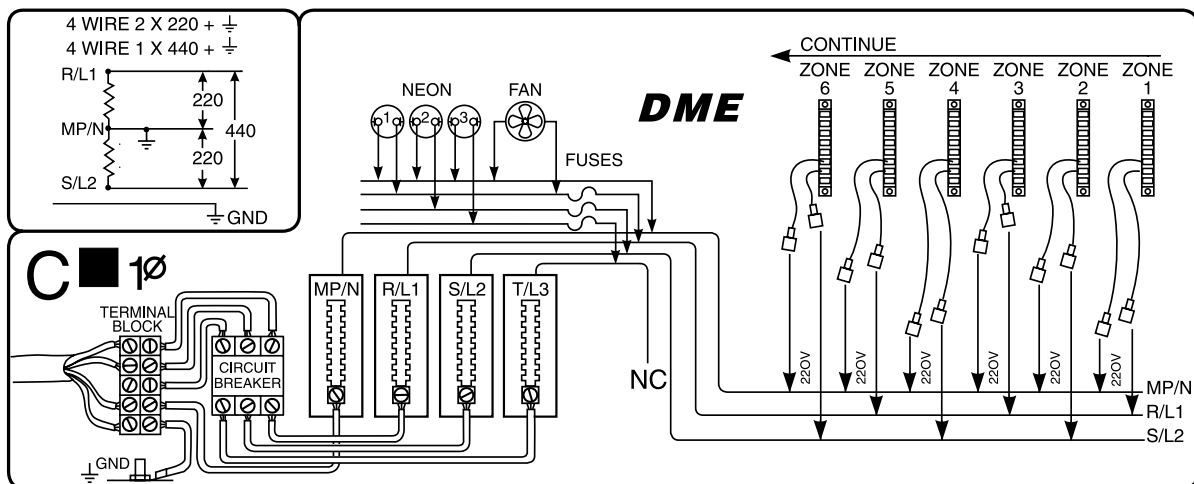 4 WIRE 2 X 220 + ⏚
4 WIRE 1 X 440 + ⏚
R/L1
220
MP/N
440
220
S/L2
GND
C ■ 1Ø
TERMINAL
BLOCK
CIRCUIT
BREAKER
GND
NEON
1
2
3
FAN
FUSES
DME
MP/N
R/L1
S/L2
T/L3
NC
CONTINUE
ZONE
6
ZONE
5
ZONE
4
ZONE
3
ZONE
2
ZONE
1
220V
220V
220V
220V
220V
220V
MP/N
R/L1
S/L2